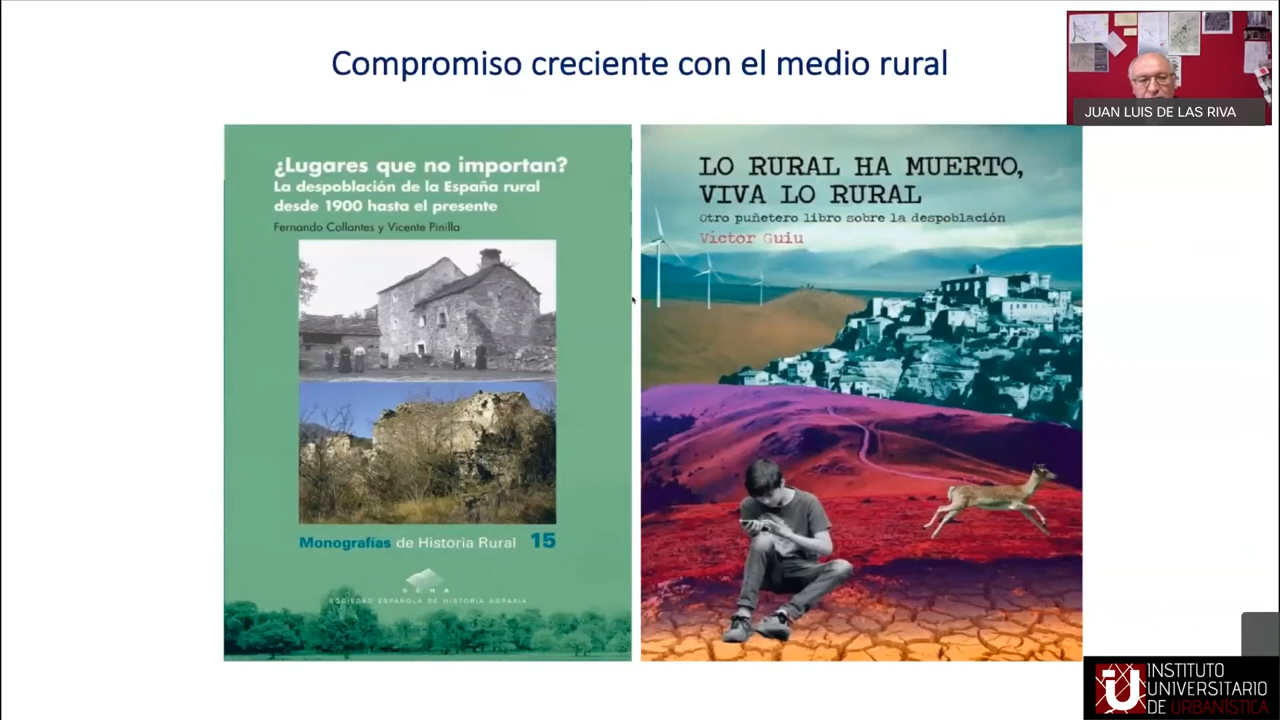 Compromiso creciente con el medio rural
JUAN LUIS DE LAS RIVA
¿Lugares que no importan?
La despoblación de la España rural
desde 1900 hasta el presente
Fernando Collantes y Vicente Pinilla
Monografías de Historia Rural 15
SEHA
SOCIEDAD ESPAÑOLA DE HISTORIA AGRARIA
LO RURAL HA MUERTO,
VIVA LO RURAL
Otro puñetero libro sobre la despoblación
Víctor Guiu
INSTITUTO
UNIVERSITARIO
DE URBANÍSTICA